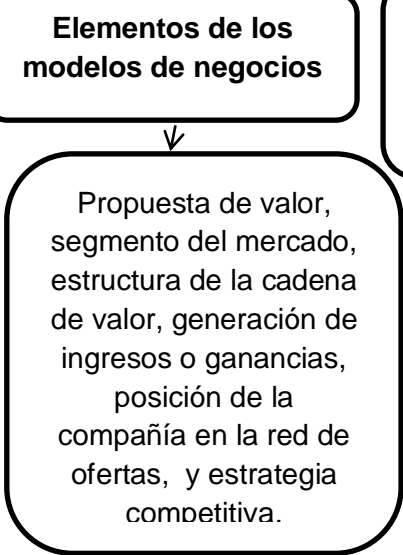 Elementos de los
modelos de negocios
Propuesta de valor,
segmento del mercado,
estructura de la cadena
de valor, generación de
ingresos o ganancias,
posición de la
compañía en la red de
ofertas,  y estrategia
competitiva.